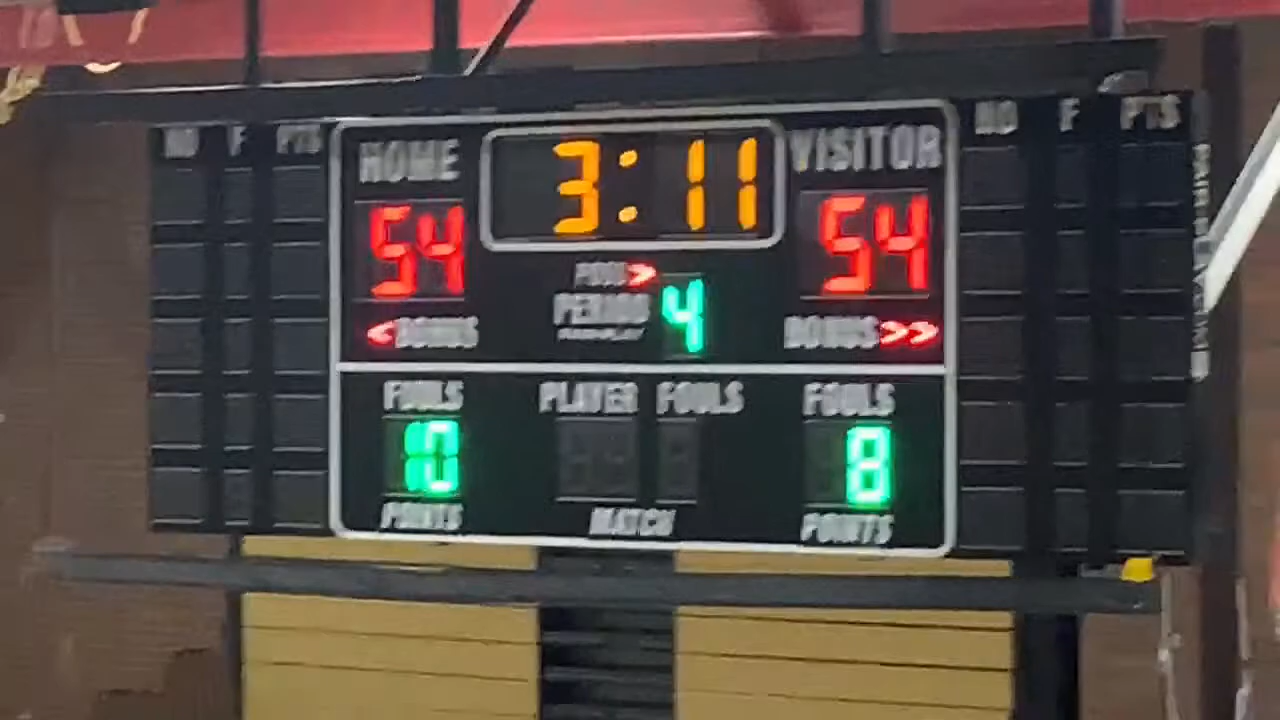 NO F PTS
HOME
3:11
VISITOR
NO F PTS
54
54
POSS >
PERIOD
4
< BONUS
BONUS >>
FOULS
PLAYER FOULS
FOULS
10
8
POINTS
MATCH
POINTS